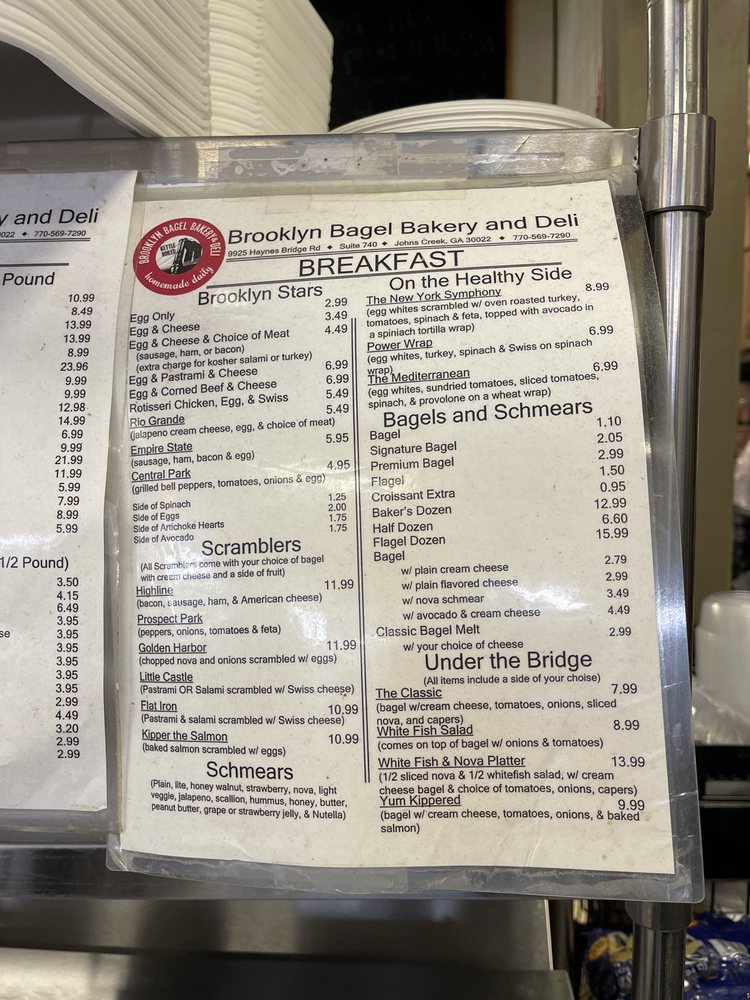 y and Deli
0022 ◆ 770-569-7290
Pound
10.99
8.49
13.99
13.99
8.99
23.96
9.99
9.99
12.98
14.99
6.99
9.99
21.99
11.99
5.99
7.99
8.99
5.99
1/2 Pound)
3.50
4.15
6.49
3.95
se 3.95
3.95
3.95
3.95
3.95
2.99
4.49
3.20
2.99
2.99
BROOKLYN BAGEL BAKERY & DELI
KETTLE BOILED
homemade daily
Brooklyn Bagel Bakery and Deli
9925 Haynes Bridge Rd ◆ Suite 740 ◆ Johns Creek, GA 30022 ◆ 770-569-7290
BREAKFAST
Brooklyn Stars
Egg Only 2.99
Egg & Cheese 3.49
Egg & Cheese & Choice of Meat 4.49
(sausage, ham, or bacon)
(extra charge for kosher salami or turkey)
Egg & Pastrami & Cheese 6.99
Egg & Corned Beef & Cheese 6.99
Rotisseri Chicken, Egg, & Swiss 5.49
Rio Grande 5.49
(jalapeno cream cheese, egg, & choice of meat)
Empire State 5.95
(sausage, ham, bacon & egg)
Central Park 4.95
(grilled bell peppers, tomatoes, onions & egg)
Side of Spinach 1.25
Side of Eggs 2.00
Side of Artichoke Hearts 1.75
Side of Avocado 1.75
Scramblers
(All Scramblers come with your choice of bagel
with cream cheese and a side of fruit)
Highline 11.99
(bacon, sausage, ham, & American cheese)
Prospect Park
(peppers, onions, tomatoes & feta)
Golden Harbor 11.99
(chopped nova and onions scrambled w/ eggs)
Little Castle
(Pastrami OR Salami scrambled w/ Swiss cheese)
Flat Iron 10.99
(Pastrami & salami scrambled w/ Swiss cheese)
Kipper the Salmon 10.99
(baked salmon scrambled w/ eggs)
Schmears
(Plain, lite, honey walnut, strawberry, nova, light
veggie, jalapeno, scallion, hummus, honey, butter,
peanut butter, grape or strawberry jelly, & Nutella)
On the Healthy Side
The New York Symphony 8.99
(egg whites scrambled w/ oven roasted turkey,
tomatoes, spinach & feta, topped with avocado in
a spiniach tortilla wrap)
Power Wrap 6.99
(egg whites, turkey, spinach & Swiss on spinach
wrap)
The Mediterranean 6.99
(egg whites, sundried tomatoes, sliced tomatoes,
spinach, & provolone on a wheat wrap)
Bagels and Schmears
Bagel 1.10
Signature Bagel 2.05
Premium Bagel 2.99
Flagel 1.50
Croissant Extra 0.95
Baker's Dozen 12.99
Half Dozen 6.60
Flagel Dozen 15.99
Bagel
w/ plain cream cheese 2.79
w/ plain flavored cheese 2.99
w/ nova schmear 3.49
w/ avocado & cream cheese 4.49
Classic Bagel Melt 2.99
w/ your choice of cheese
Under the Bridge
(All items include a side of your choise)
The Classic 7.99
(bagel w/cream cheese, tomatoes, onions, sliced
nova, and capers)
White Fish Salad 8.99
(comes on top of bagel w/ onions & tomatoes)
White Fish & Nova Platter 13.99
(1/2 sliced nova & 1/2 whitefish salad, w/ cream
cheese bagel & choice of tomatoes, onions, capers)
Yum Kippered 9.99
(bagel w/ cream cheese, tomatoes, onions, & baked
salmon)